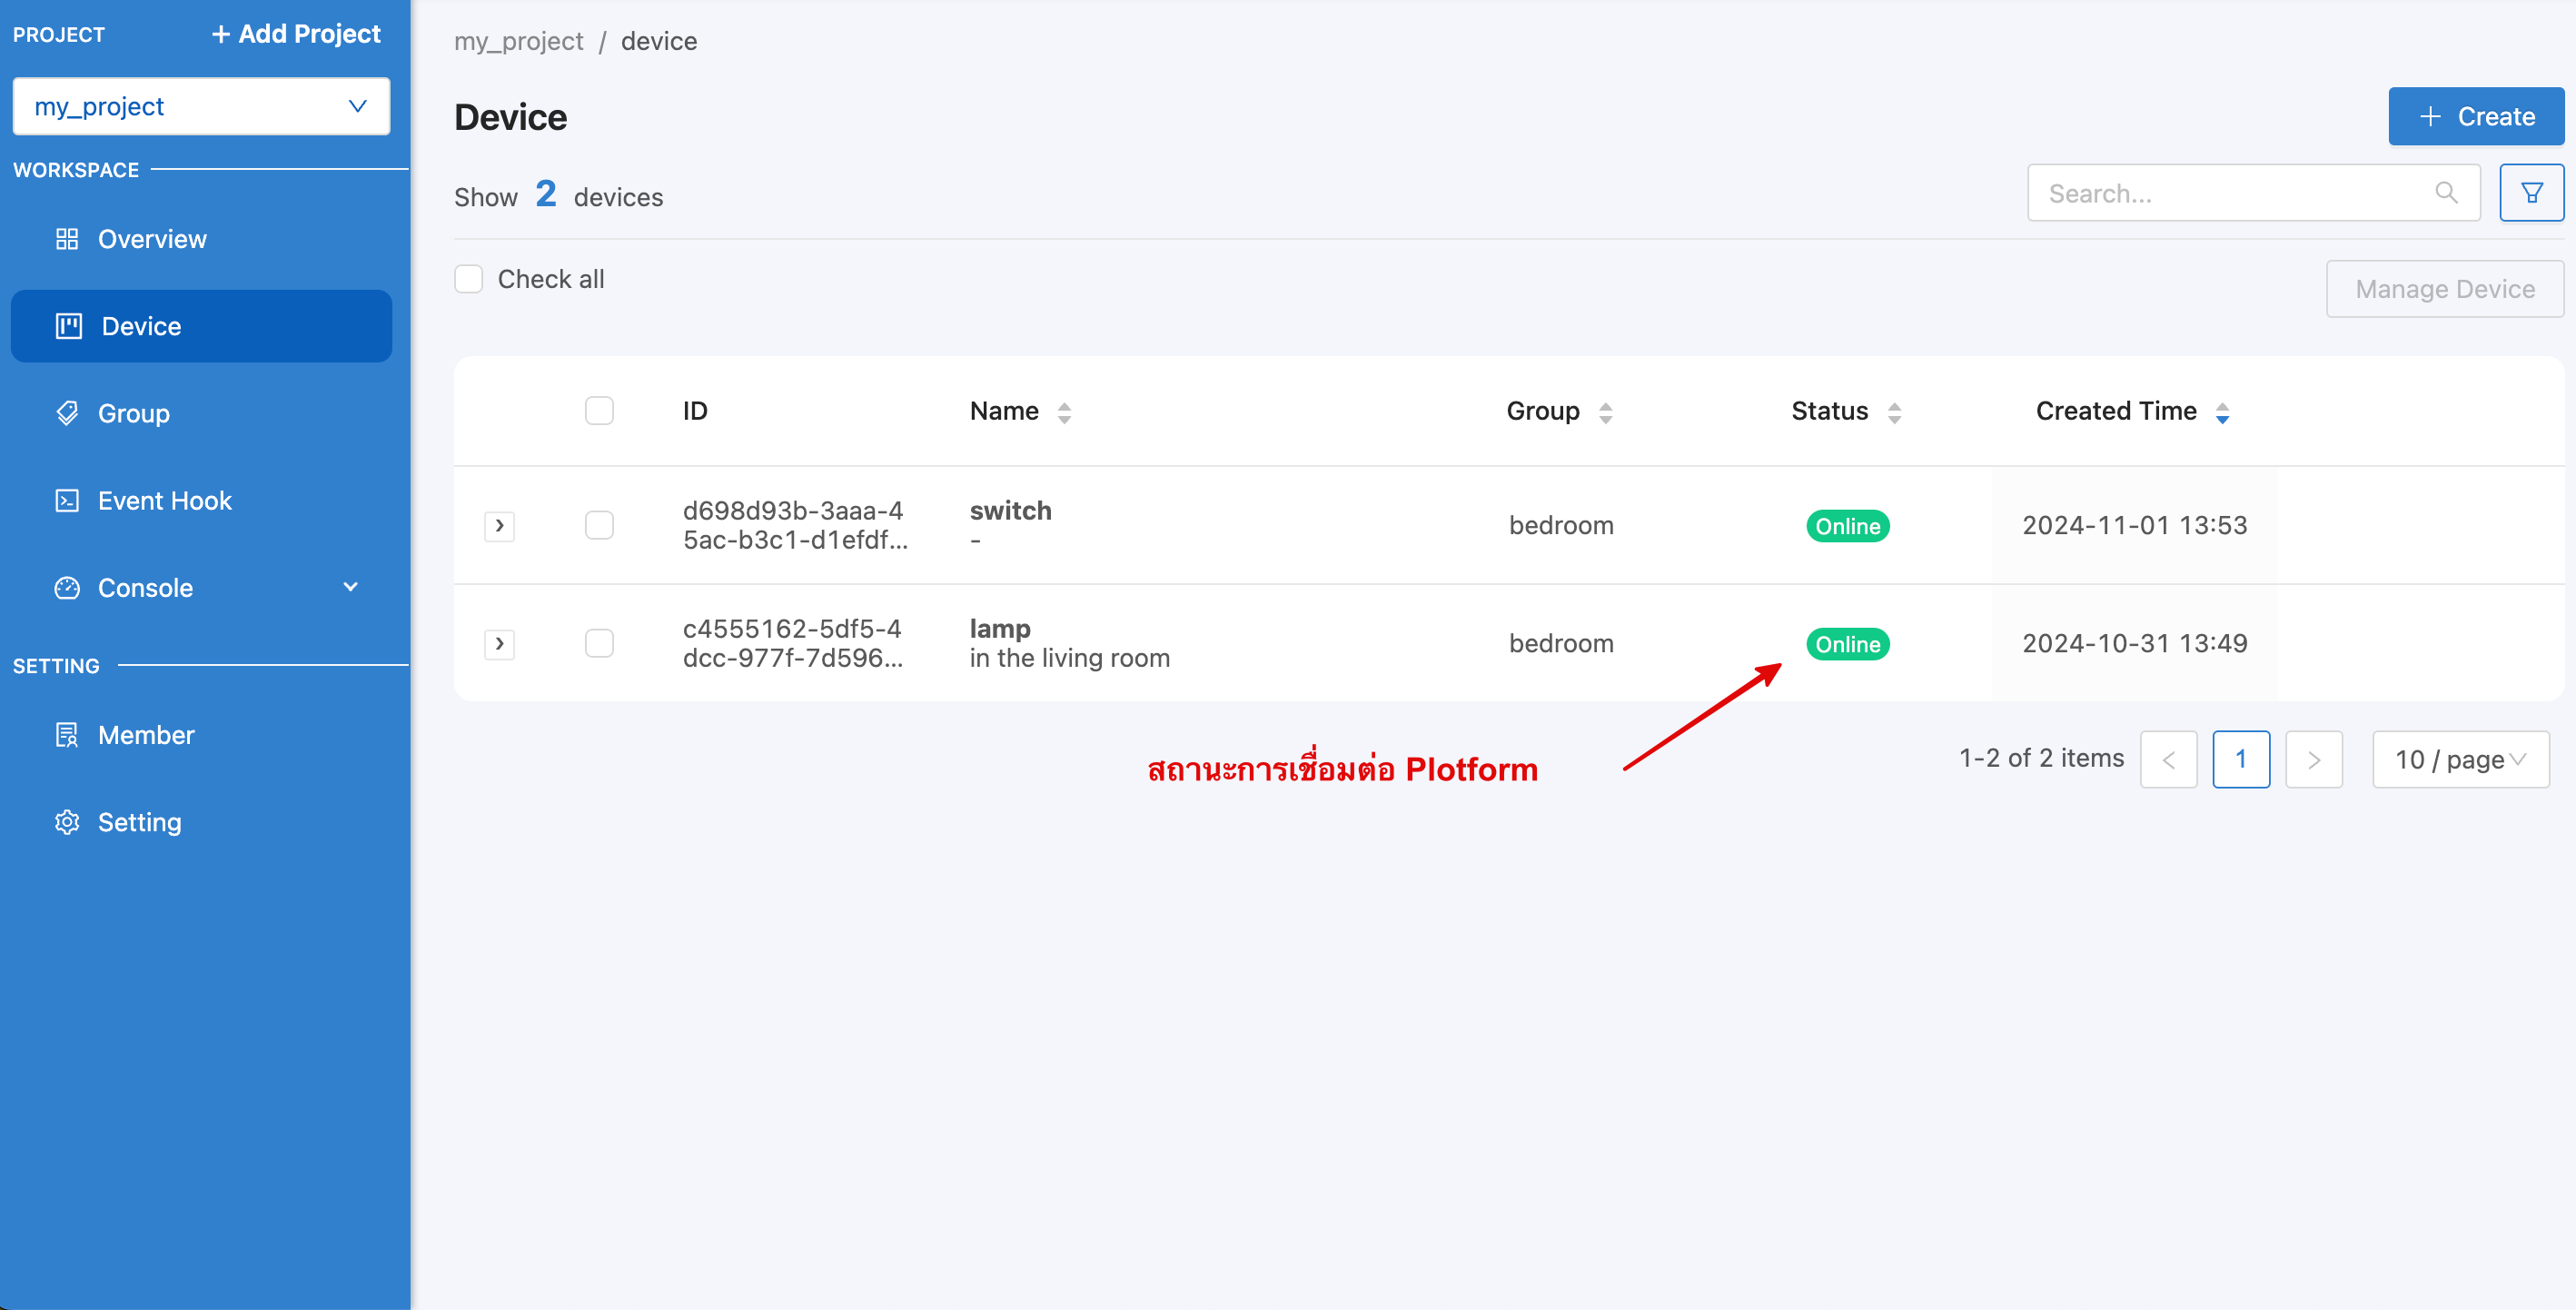 PROJECT
+ Add Project
my_project
WORKSPACE
Overview
Device
Group
Event Hook
Console
SETTING
Member
Setting
my_project / device
Device
+ Create
Show 2 devices
Search...
Check all
Manage Device
ID Name Group Status Created Time
d698d93b-3aaa-4 switch
5ac-b3c1-d1efdf... - bedroom Online 2024-11-01 13:53
c4555162-5df5-4 lamp
dcc-977f-7d596... in the living room bedroom Online 2024-10-31 13:49
สถานะการเชื่อมต่อ Plotform
1-2 of 2 items < 1 > 10 / page